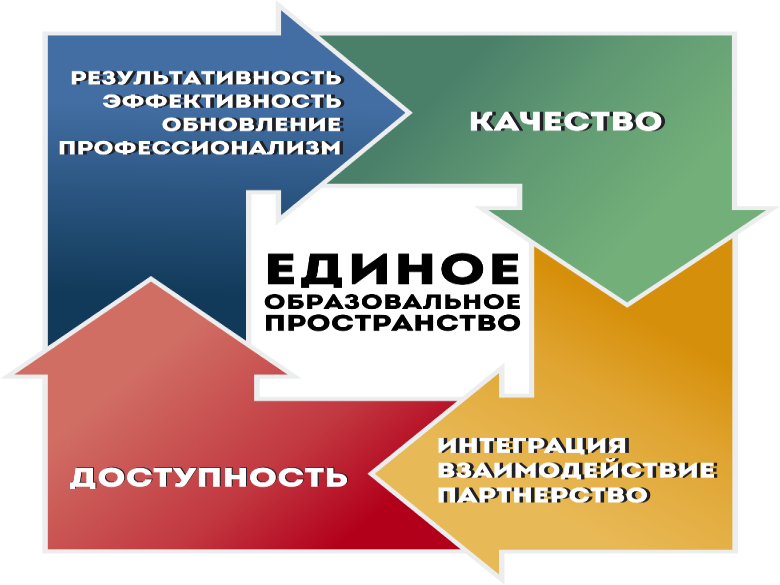 РЕЗУЛЬТАТИВНОСТЬ
ЭФФЕКТИВНОСТЬ
ОБНОВЛЕНИЕ
ПРОФЕССИОНАЛИЗМ
КАЧЕСТВО
ЕДИНОЕ
ОБРАЗОВАЛЬНОЕ
ПРОСТРАНСТВО
ИНТЕГРАЦИЯ
ВЗАИМОДЕЙСТВИЕ
ПАРТНЕРСТВО
ДОСТУПНОСТЬ